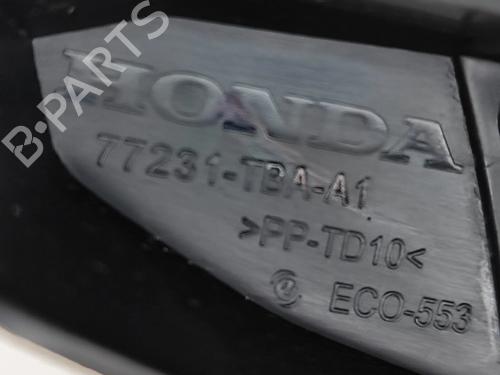 B-PARTS
HONDA
77231-TBA-A1
>PP-TD10<
ECO-553